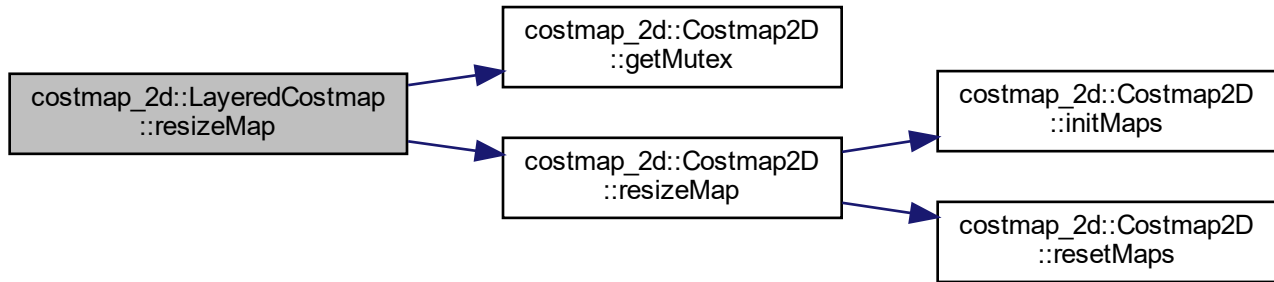 costmap_2d::LayeredCostmap
::resizeMap
costmap_2d::Costmap2D
::getMutex
costmap_2d::Costmap2D
::resizeMap
costmap_2d::Costmap2D
::initMaps
costmap_2d::Costmap2D
::resetMaps